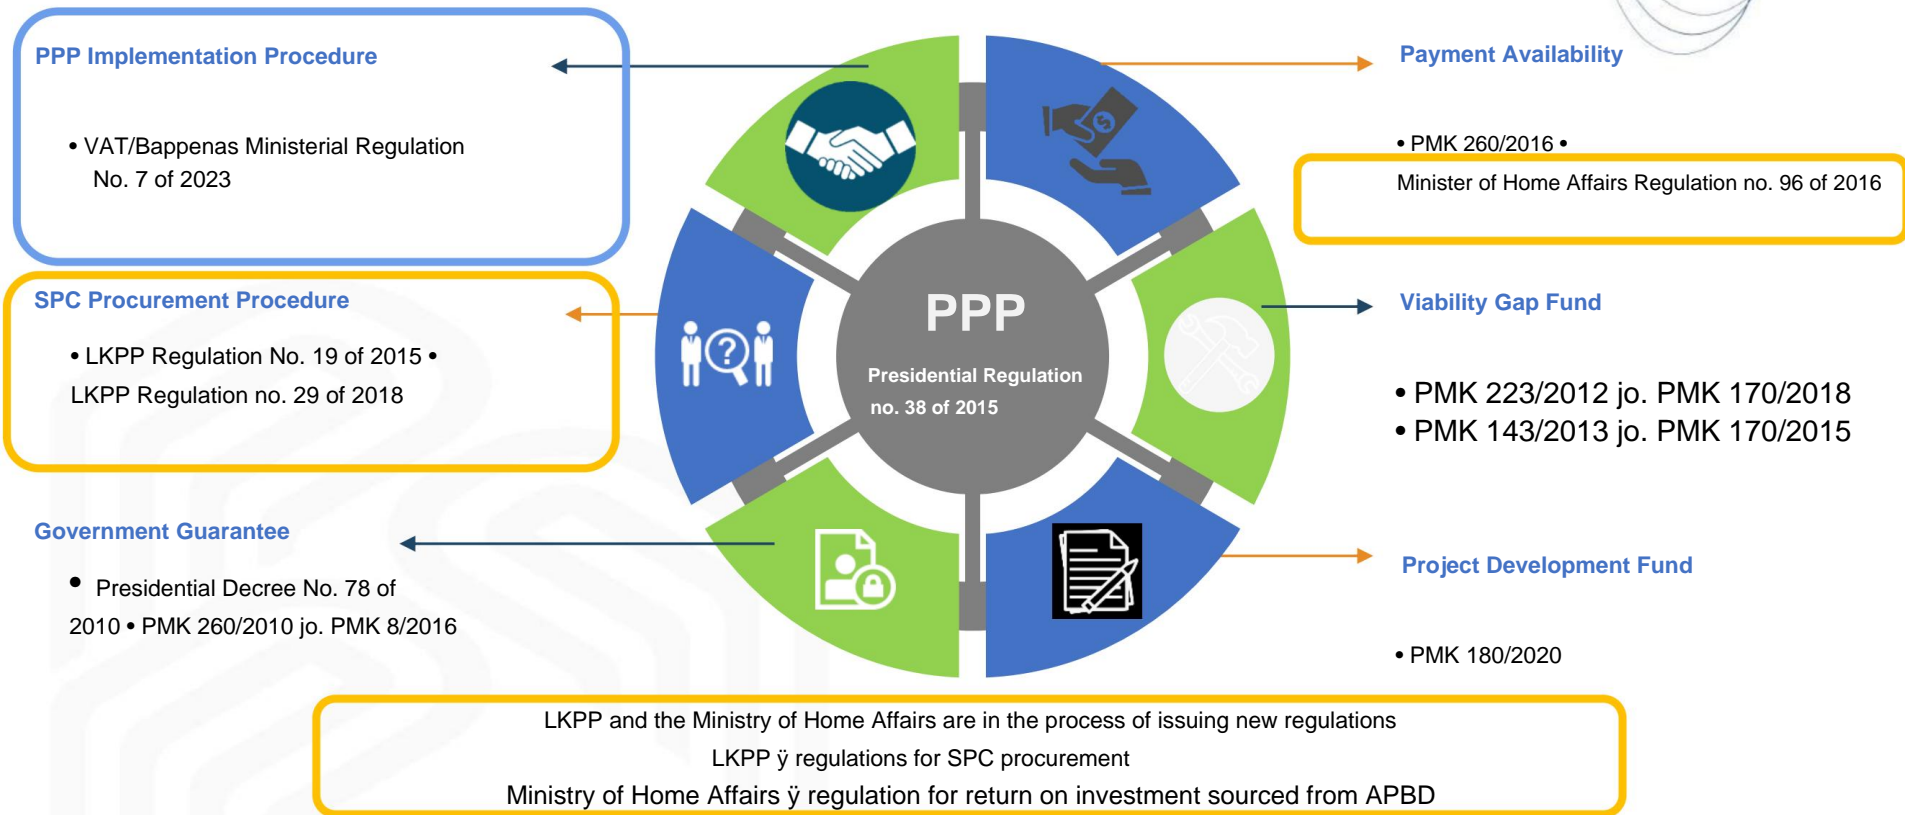 PPP Implementation Procedure
• VAT/Bappenas Ministerial Regulation
No. 7 of 2023
SPC Procurement Procedure
• LKPP Regulation No. 19 of 2015 •
LKPP Regulation no. 29 of 2018
Government Guarantee
• Presidential Decree No. 78 of
2010 • PMK 260/2010 jo. PMK 8/2016
PPP
Presidential Regulation
no. 38 of 2015
Payment Availability
• PMK 260/2016 •
Minister of Home Affairs Regulation no. 96 of 2016
Viability Gap Fund
• PMK 223/2012 jo. PMK 170/2018
• PMK 143/2013 jo. PMK 170/2015
Project Development Fund
• PMK 180/2020
LKPP and the Ministry of Home Affairs are in the process of issuing new regulations
LKPP ÿ regulations for SPC procurement
Ministry of Home Affairs ÿ regulation for return on investment sourced from APBD